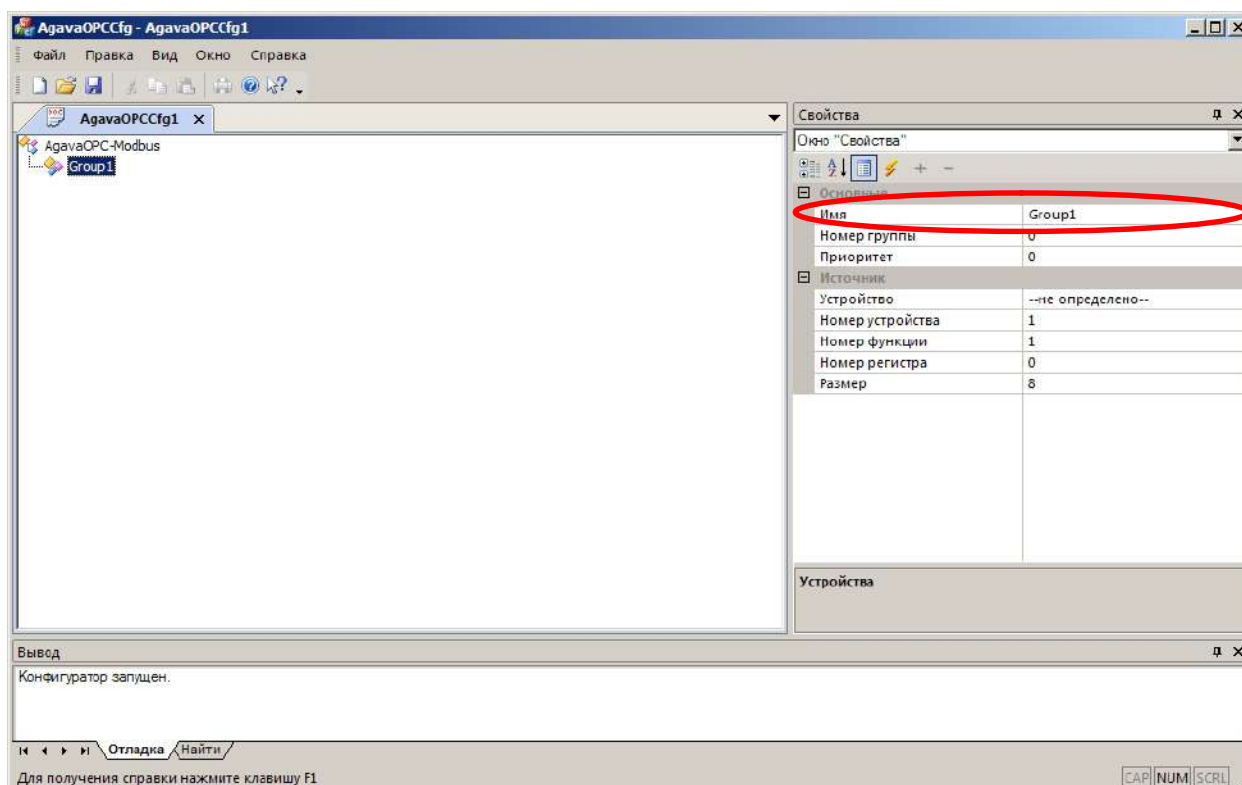 AgavaOPCCfg - AgavaOPCCfg1
Файл Правка Вид Окно Справка
AgavaOPCCfg1
AgavaOPC-Modbus
Group1
Свойства
Окно "Свойства"
Основные
Имя Group1
Номер группы 0
Приоритет 0
Источник
Устройство --не определено--
Номер устройства 1
Номер функции 1
Номер регистра 0
Размер 8
Устройства
Вывод
Конфигуратор запущен.
Отладка Найти
Для получения справки нажмите клавишу F1
CAP NUM SCRL